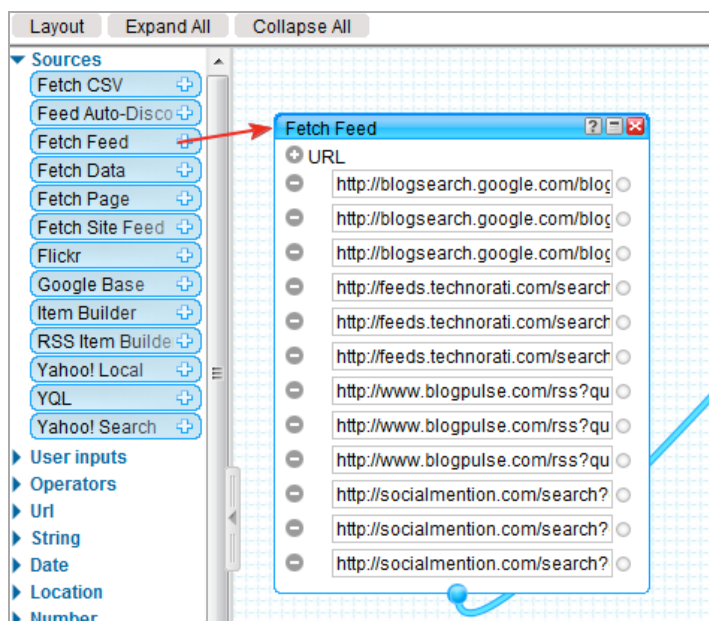 Layout Expand All Collapse All
Sources
Fetch CSV
Feed Auto-Disco
Fetch Feed
Fetch Data
Fetch Page
Fetch Site Feed
Flickr
Google Base
Item Builder
RSS Item Builde
Yahoo! Local
YQL
Yahoo! Search
User inputs
Operators
Url
String
Date
Location
Number
Fetch Feed ?
URL
http://blogsearch.google.com/blog
http://blogsearch.google.com/blog
http://blogsearch.google.com/blog
http://feeds.technorati.com/search
http://feeds.technorati.com/search
http://feeds.technorati.com/search
http://www.blogpulse.com/rss?qu
http://www.blogpulse.com/rss?qu
http://www.blogpulse.com/rss?qu
http://socialmention.com/search?
http://socialmention.com/search?
http://socialmention.com/search?